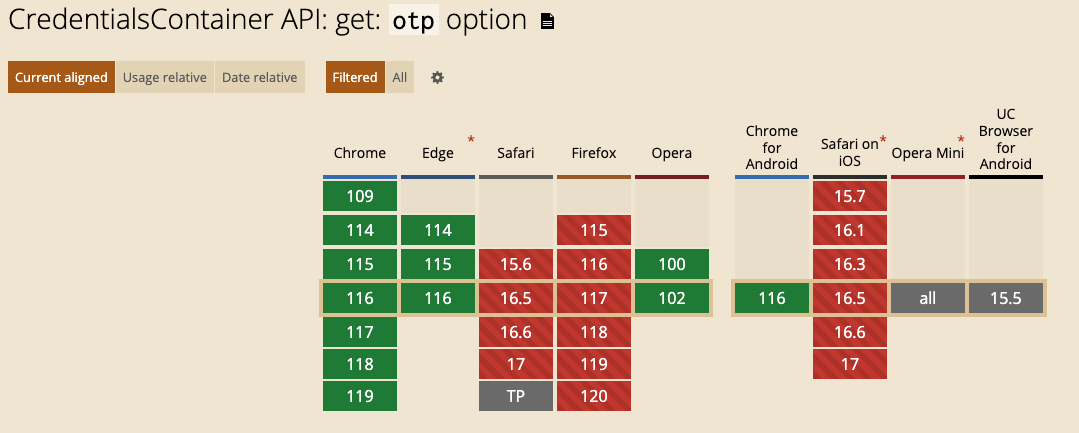 CredentialsContainer API: get: otp option
Current aligned Usage relative Date relative Filtered All
Chrome Edge * Safari Firefox Opera Chrome for Android Safari on iOS * Opera Mini * UC Browser for Android
109 15.7
114 114 115 16.1
115 115 15.6 116 100 16.3
116 116 16.5 117 102 116 16.5 all 15.5
117 16.6 118 16.6
118 17 119 17
119 TP 120